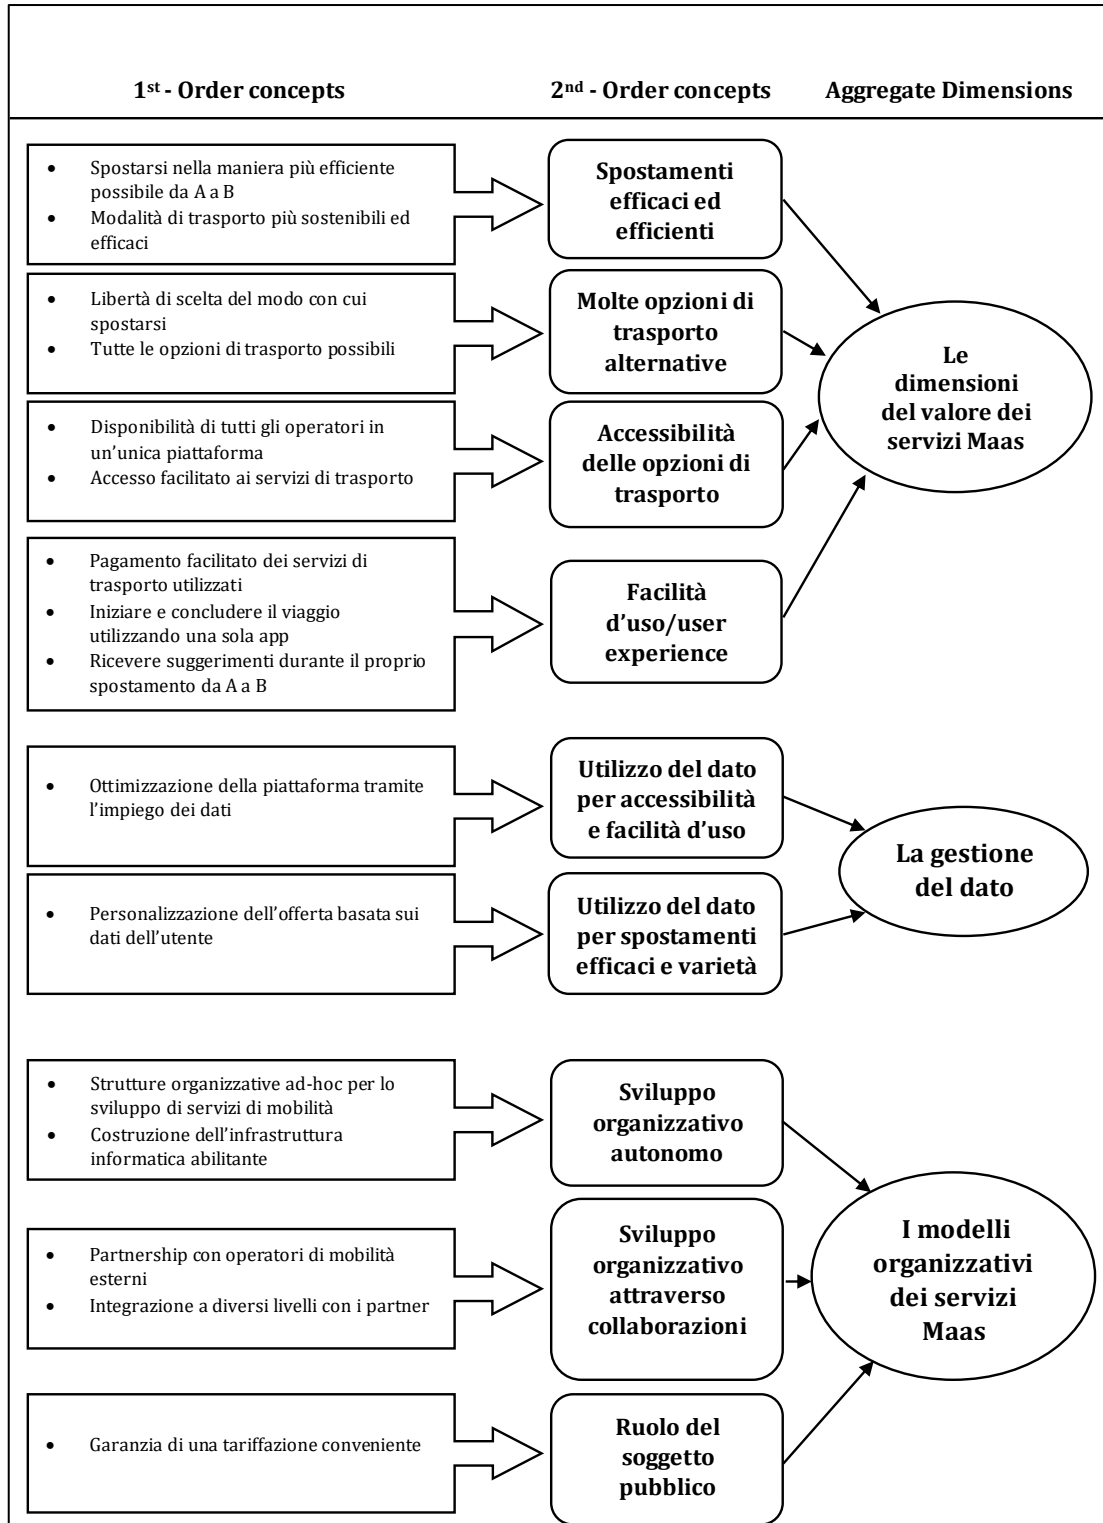 1st - Order concepts
2nd - Order concepts
Aggregate Dimensions
• Spostarsi nella maniera più efficiente
possibile da A a B
• Modalità di trasporto più sostenibili ed
efficaci
Spostamenti
efficaci ed
efficienti
• Libertà di scelta del modo con cui
spostarsi
• Tutte le opzioni di trasporto possibili
Molte opzioni di
trasporto
alternative
Le
dimensioni
del valore dei
servizi Maas
• Disponibilità di tutti gli operatori in
un’unica piattaforma
• Accesso facilitato ai servizi di trasporto
Accessibilità
delle opzioni di
trasporto
• Pagamento facilitato dei servizi di
trasporto utilizzati
• Iniziare e concludere il viaggio
utilizzando una sola app
• Ricevere suggerimenti durante il proprio
spostamento da A a B
Facilità
d’uso/user
experience
• Ottimizzazione della piattaforma tramite
l’impiego dei dati
Utilizzo del dato
per accessibilità
e facilità d’uso
La gestione
del dato
• Personalizzazione dell’offerta basata sui
dati dell’utente
Utilizzo del dato
per spostamenti
efficaci e varietà
• Strutture organizzative ad-hoc per lo
sviluppo di servizi di mobilità
• Costruzione dell’infrastruttura
informatica abilitante
Sviluppo
organizzativo
autonomo
• Partnership con operatori di mobilità
esterni
• Integrazione a diversi livelli con i partner
Sviluppo
organizzativo
attraverso
collaborazioni
I modelli
organizzativi
dei servizi
Maas
• Garanzia di una tariffazione conveniente
Ruolo del
soggetto
pubblico